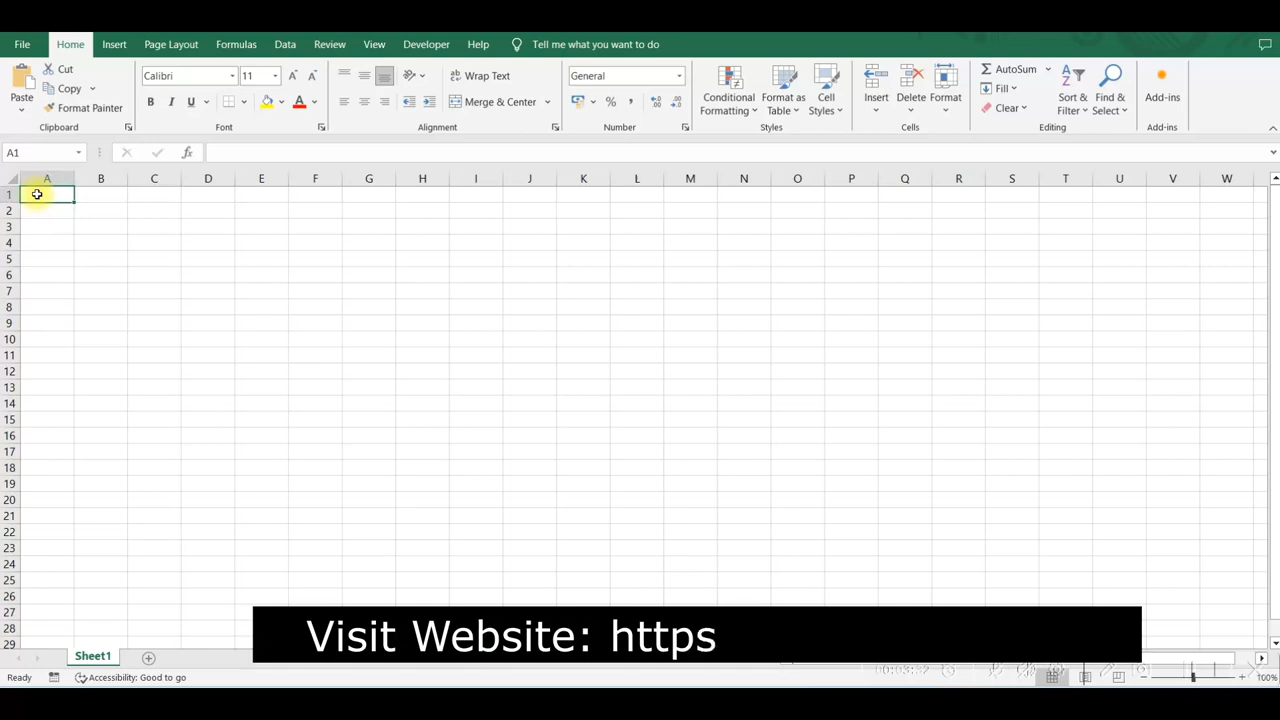 File Home Insert Page Layout Formulas Data Review View Developer Help Tell me what you want to do
Paste
Cut
Copy
Format Painter
Clipboard
Calibri 11
B I U
Font
Wrap Text
Merge & Center
Alignment
General
%
Number
Conditional Formatting
Format as Table
Cell Styles
Styles
Insert
Delete
Format
Cells
AutoSum
Fill
Clear
Sort & Filter
Find & Select
Editing
Add-ins
Add-ins
A1 fx
A B C D E F G H I J K L M N O P Q R S T U V W
1
2
3
4
5
6
7
8
9
10
11
12
13
14
15
16
17
18
19
20
21
22
23
24
25
26
27
28
29
Visit Website: https
Sheet1
Ready Accessibility: Good to go 100%